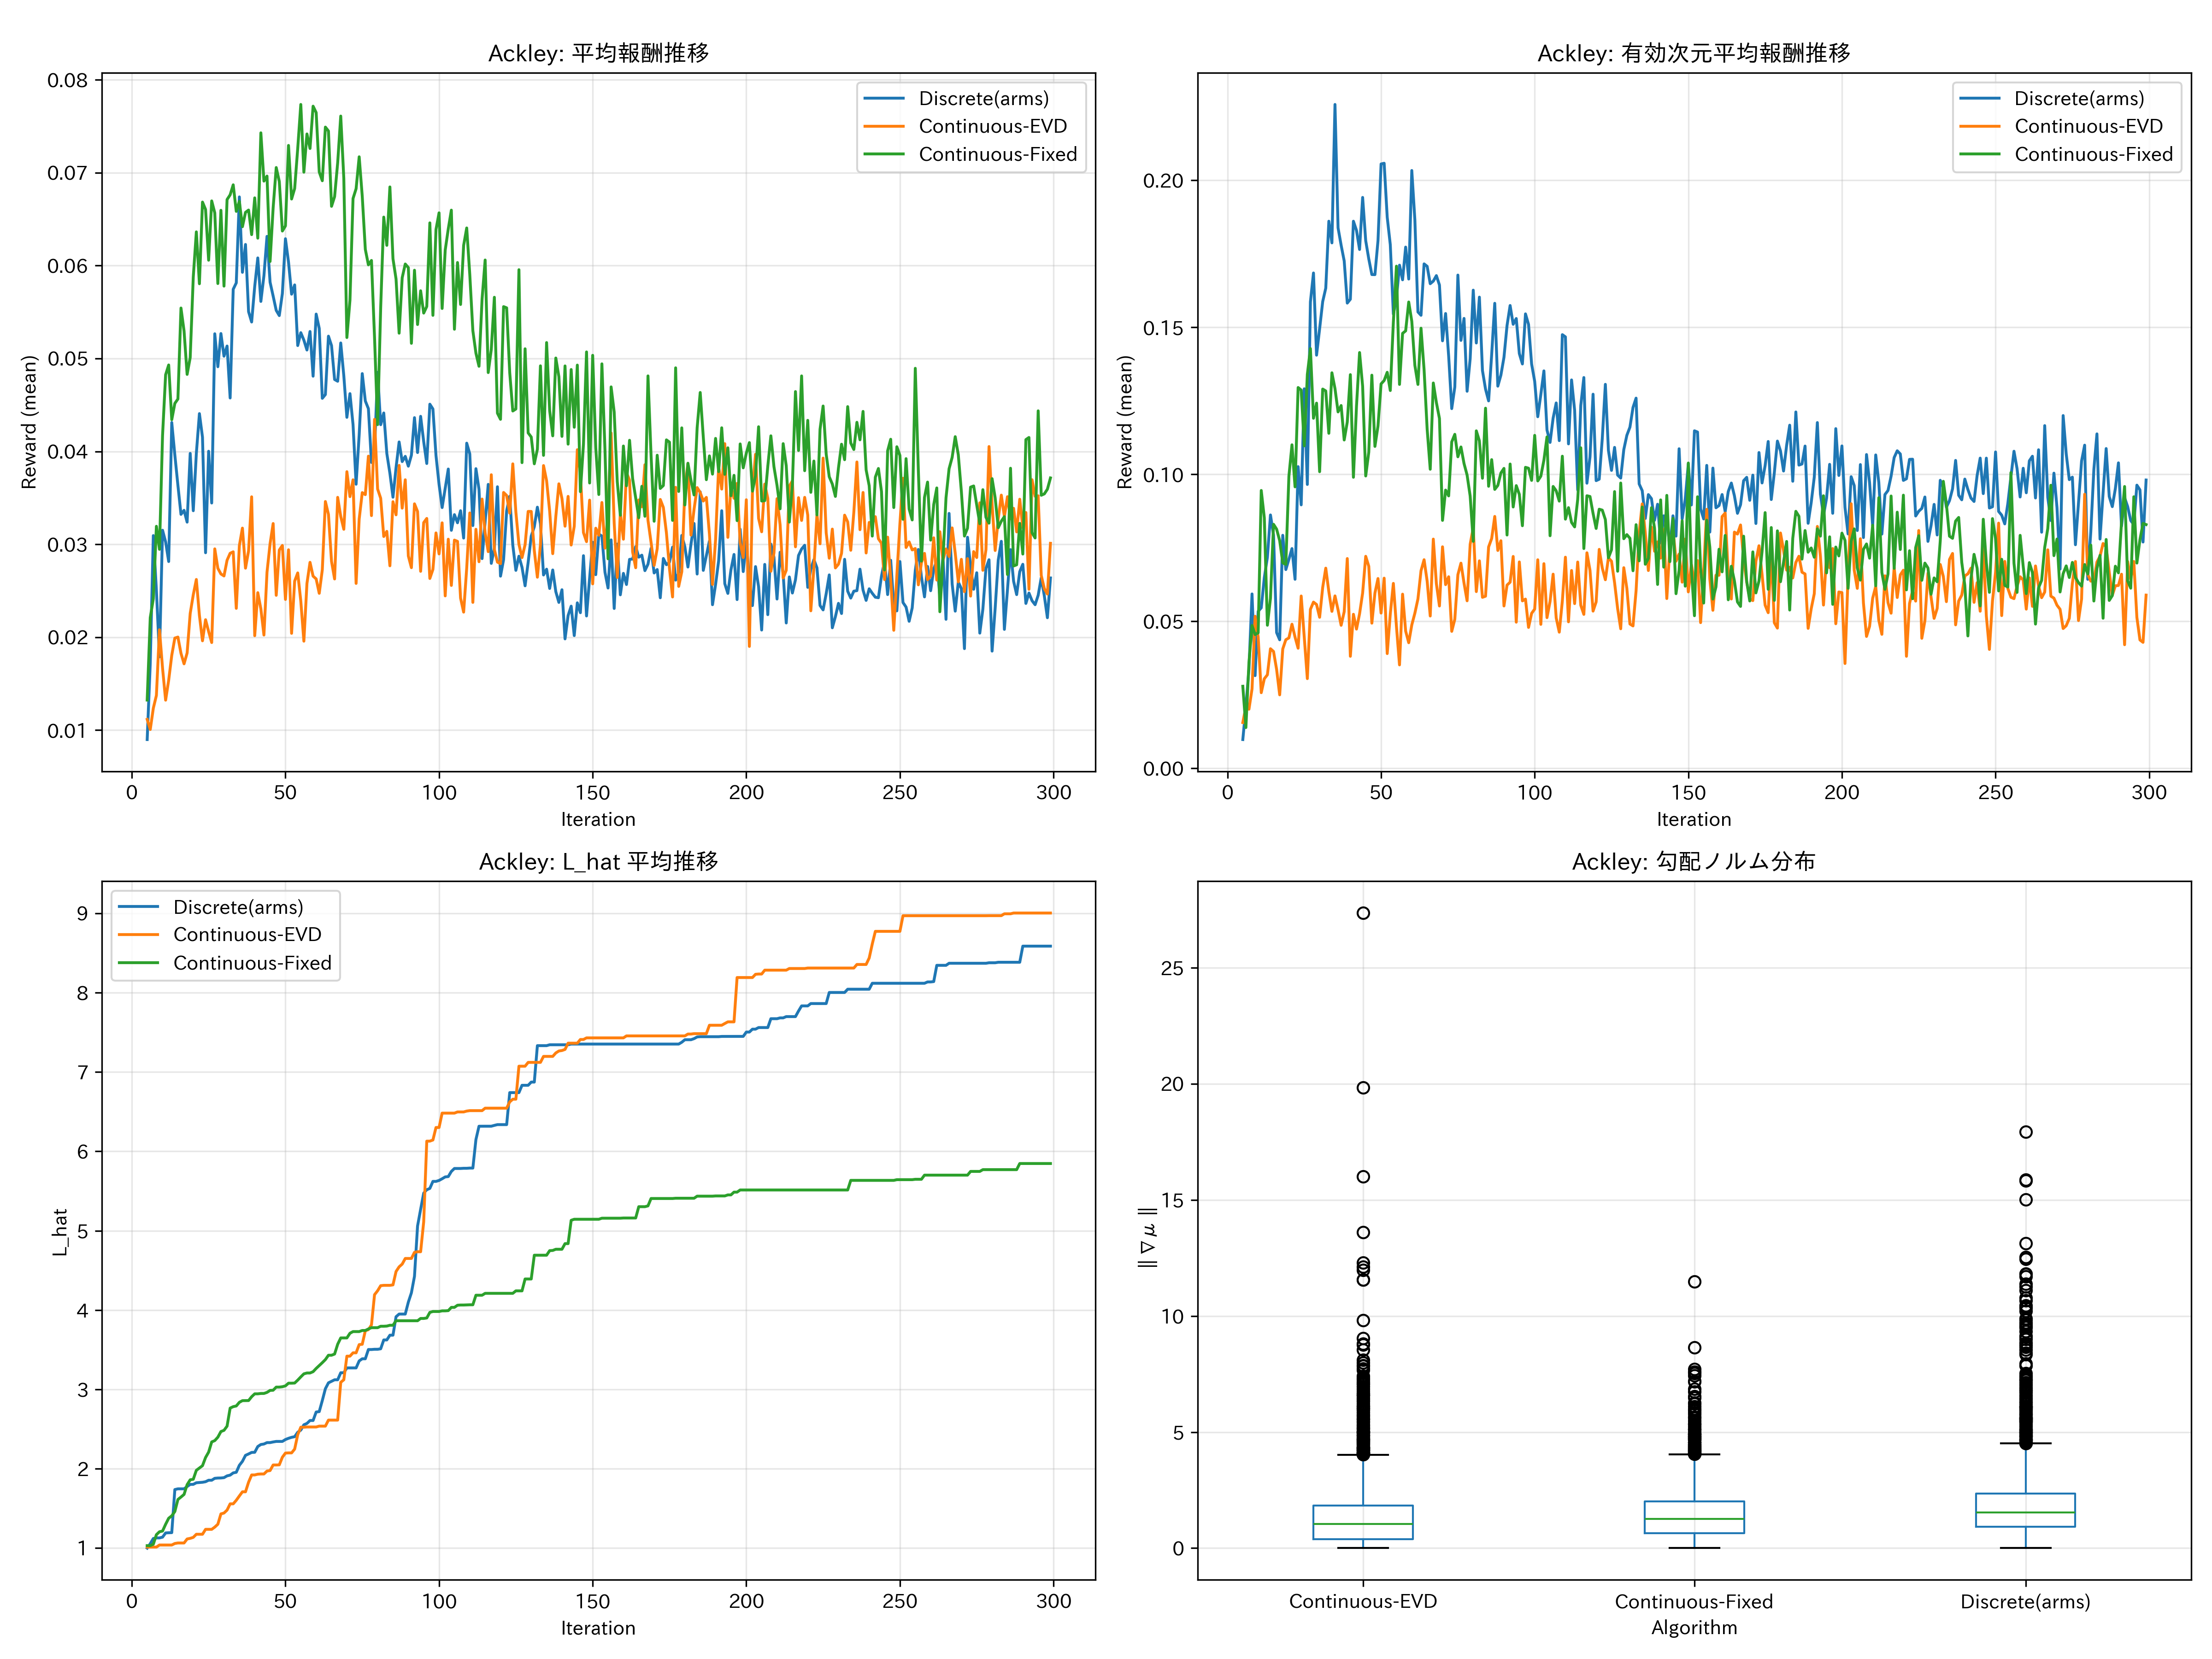 Ackley: 平均報酬推移
Reward (mean)
0.08
0.07
0.06
0.05
0.04
0.03
0.02
0.01
0 50 100 150 200 250 300
Iteration
Discrete(arms)
Continuous-EVD
Continuous-Fixed
Ackley: 有効次元平均報酬推移
Reward (mean)
0.20
0.15
0.10
0.05
0.00
0 50 100 150 200 250 300
Iteration
Discrete(arms)
Continuous-EVD
Continuous-Fixed
Ackley: L_hat 平均推移
L_hat
9
8
7
6
5
4
3
2
1
0 50 100 150 200 250 300
Iteration
Discrete(arms)
Continuous-EVD
Continuous-Fixed
Ackley: 勾配ノルム分布
‖∇μ‖
25
20
15
10
5
0
Continuous-EVD Continuous-Fixed Discrete(arms)
Algorithm